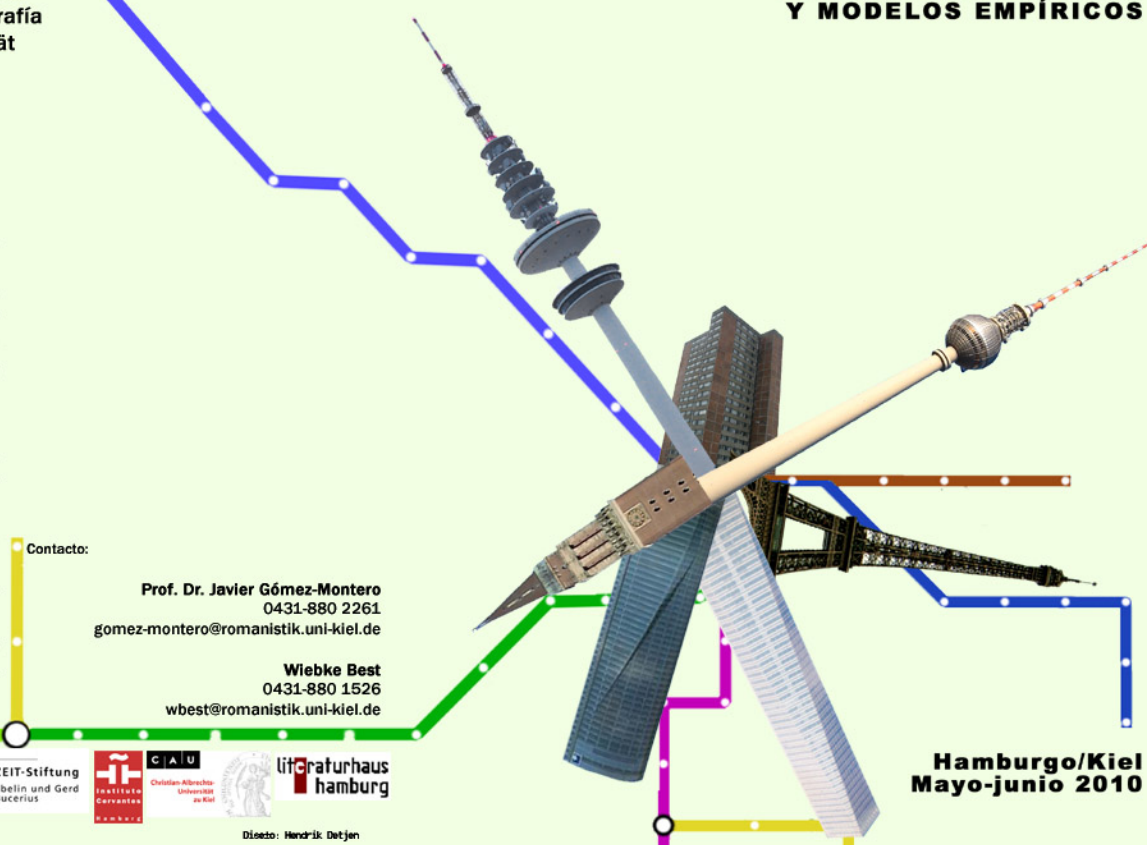 rafía
ät
Y MODELOS EMPÍRICOS
Contacto:
Prof. Dr. Javier Gómez-Montero
0431-880 2261
gomez-montero@romanistik.uni-kiel.de
Wiebke Best
0431-880 1526
wbest@romanistik.uni-kiel.de
EIT-Stiftung
belin und Gerd
ucerius
Instituto
Cervantes
Hamburg
CAU
Christian-Albrechts-
Universität
zu Kiel
literaturhaus
hamburg
Hamburgo/Kiel
Mayo-junio 2010
Diseño: Hendrik Detjen